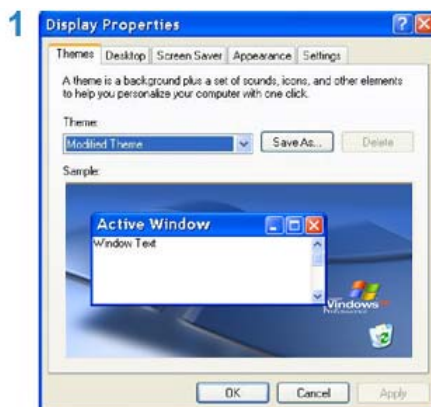 1
Display Properties
Themes Desktop Screen Saver Appearance Settings
A theme is a background plus a set of sounds, icons, and other elements
to help you personalize your computer with one click.
Theme:
Modified Theme Save As... Delete
Sample:
Active Window
Window Text
Windows xp
Professional
OK Cancel Apply